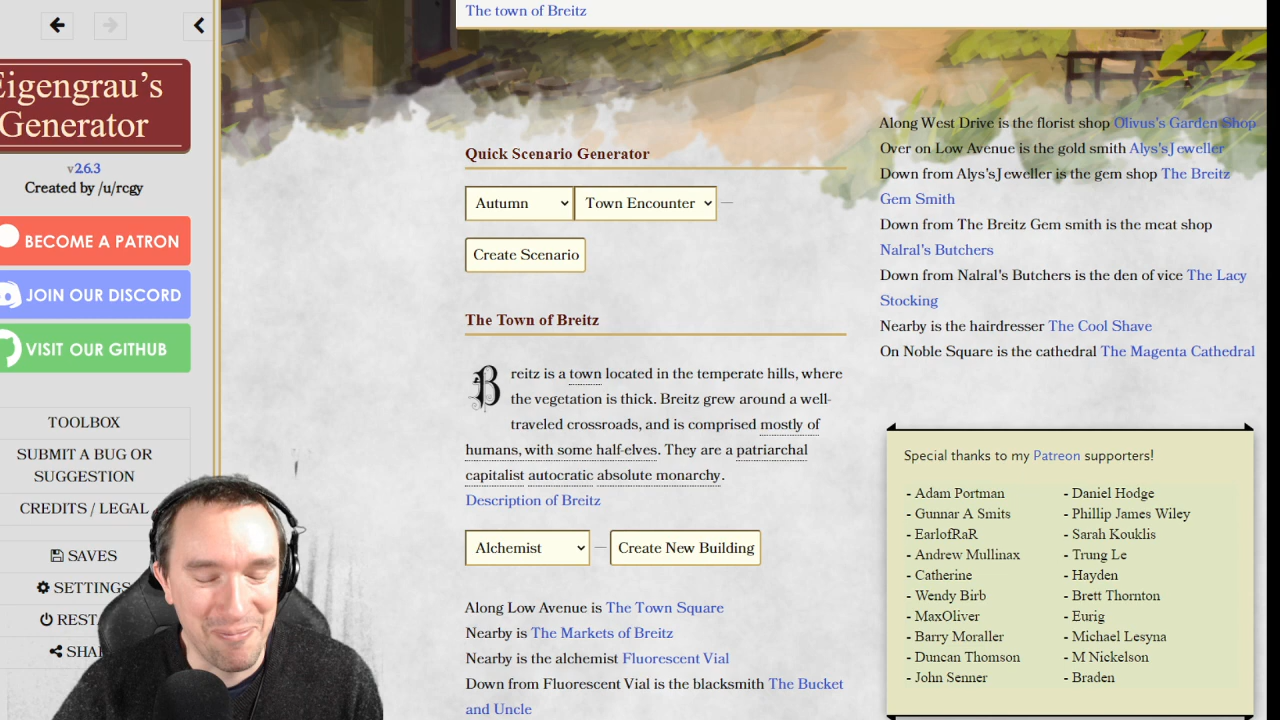 The town of Breitz
Eigengrau's
Generator
v2.6.3
Created by /u/rcgy
BECOME A PATRON
JOIN OUR DISCORD
VISIT OUR GITHUB
TOOLBOX
SUBMIT A BUG OR
SUGGESTION
CREDITS / LEGAL
SAVES
SETTINGS
REST
SHA
Quick Scenario Generator
Autumn Town Encounter —
Create Scenario
The Town of Breitz
Breitz is a town located in the temperate hills, where
the vegetation is thick. Breitz grew around a well-
traveled crossroads, and is comprised mostly of
humans, with some half-elves. They are a patriarchal
capitalist autocratic absolute monarchy.
Description of Breitz
Alchemist — Create New Building
Along Low Avenue is The Town Square
Nearby is The Markets of Breitz
Nearby is the alchemist Fluorescent Vial
Down from Fluorescent Vial is the blacksmith The Bucket
and Uncle
Along West Drive is the florist shop Olivus's Garden Shop
Over on Low Avenue is the gold smith Alys'sJeweller
Down from Alys'sJeweller is the gem shop The Breitz
Gem Smith
Down from The Breitz Gem smith is the meat shop
Nalral's Butchers
Down from Nalral's Butchers is the den of vice The Lacy
Stocking
Nearby is the hairdresser The Cool Shave
On Noble Square is the cathedral The Magenta Cathedral
Special thanks to my Patreon supporters!
- Adam Portman
- Gunnar A Smits
- EarlofRaR
- Andrew Mullinax
- Catherine
- Wendy Birb
- MaxOliver
- Barry Moraller
- Duncan Thomson
- John Senner
- Daniel Hodge
- Phillip James Wiley
- Sarah Kouklis
- Trung Le
- Hayden
- Brett Thornton
- Eurig
- Michael Lesyna
- M Nickelson
- Braden